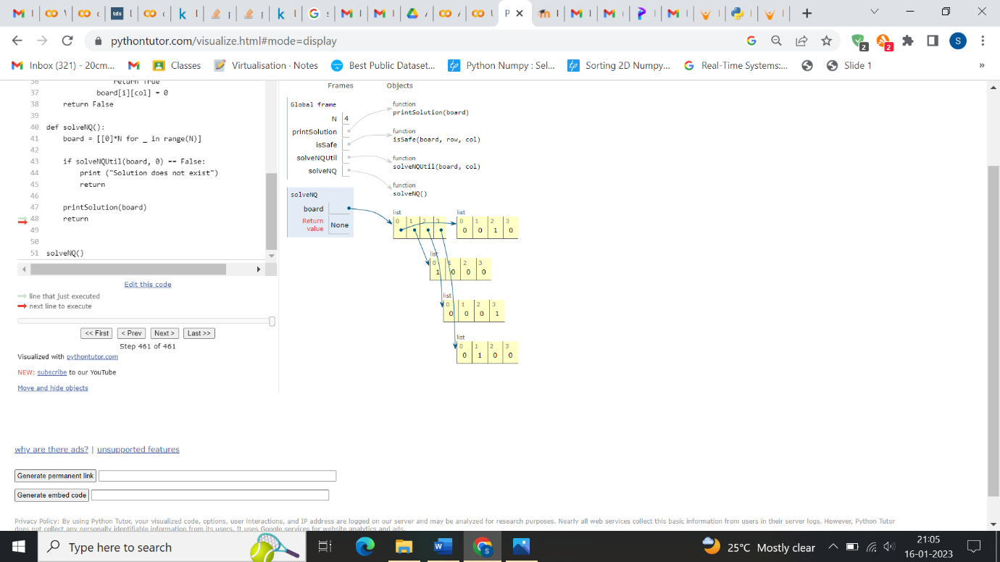 pythontutor.com/visualize.html#mode=display
Inbox (321) - 20cm...
Classes
Virtualisation · Notes
Best Public Dataset...
Python Numpy : Sel...
Sorting 2D Numpy...
Real-Time Systems:...
Slide 1
36 return True
37 board[i][col] = 0
38 return False
39
40 def solveNQ():
41 board = [[0]*N for _ in range(N)]
42
43 if solveNQUtil(board, 0) == False:
44 print ("Solution does not exist")
45 return
46
47 printSolution(board)
48 return
49
50
51 solveNQ()
Edit this code
line that just executed
next line to execute
<< First < Prev Next > Last >>
Step 461 of 461
Visualized with pythontutor.com
NEW: subscribe to our YouTube
Move and hide objects
Frames Objects
Global frame
N 4
printSolution
isSafe
solveNQUtil
solveNQ
function
printSolution(board)
function
isSafe(board, row, col)
function
solveNQUtil(board, col)
function
solveNQ()
solveNQ
board
Return
value None
list
0 1 2 3
list
0 1 2 3
0 0 1 0
list
0 1 2 3
1 0 0 0
list
0 1 2 3
0 0 0 1
list
0 1 2 3
0 1 0 0
why are there ads? | unsupported features
Generate permanent link
Generate embed code
Privacy Policy: By using Python Tutor, your visualized code, options, user interactions, and IP address are logged on our server and may be analyzed for research purposes. Nearly all web services collect this basic information from users in their server logs. However, Python Tutor
does not collect any personally identifiable information from its users. It uses Google services for website analytics and ads.
Type here to search
25°C Mostly clear
21:05
16-01-2023